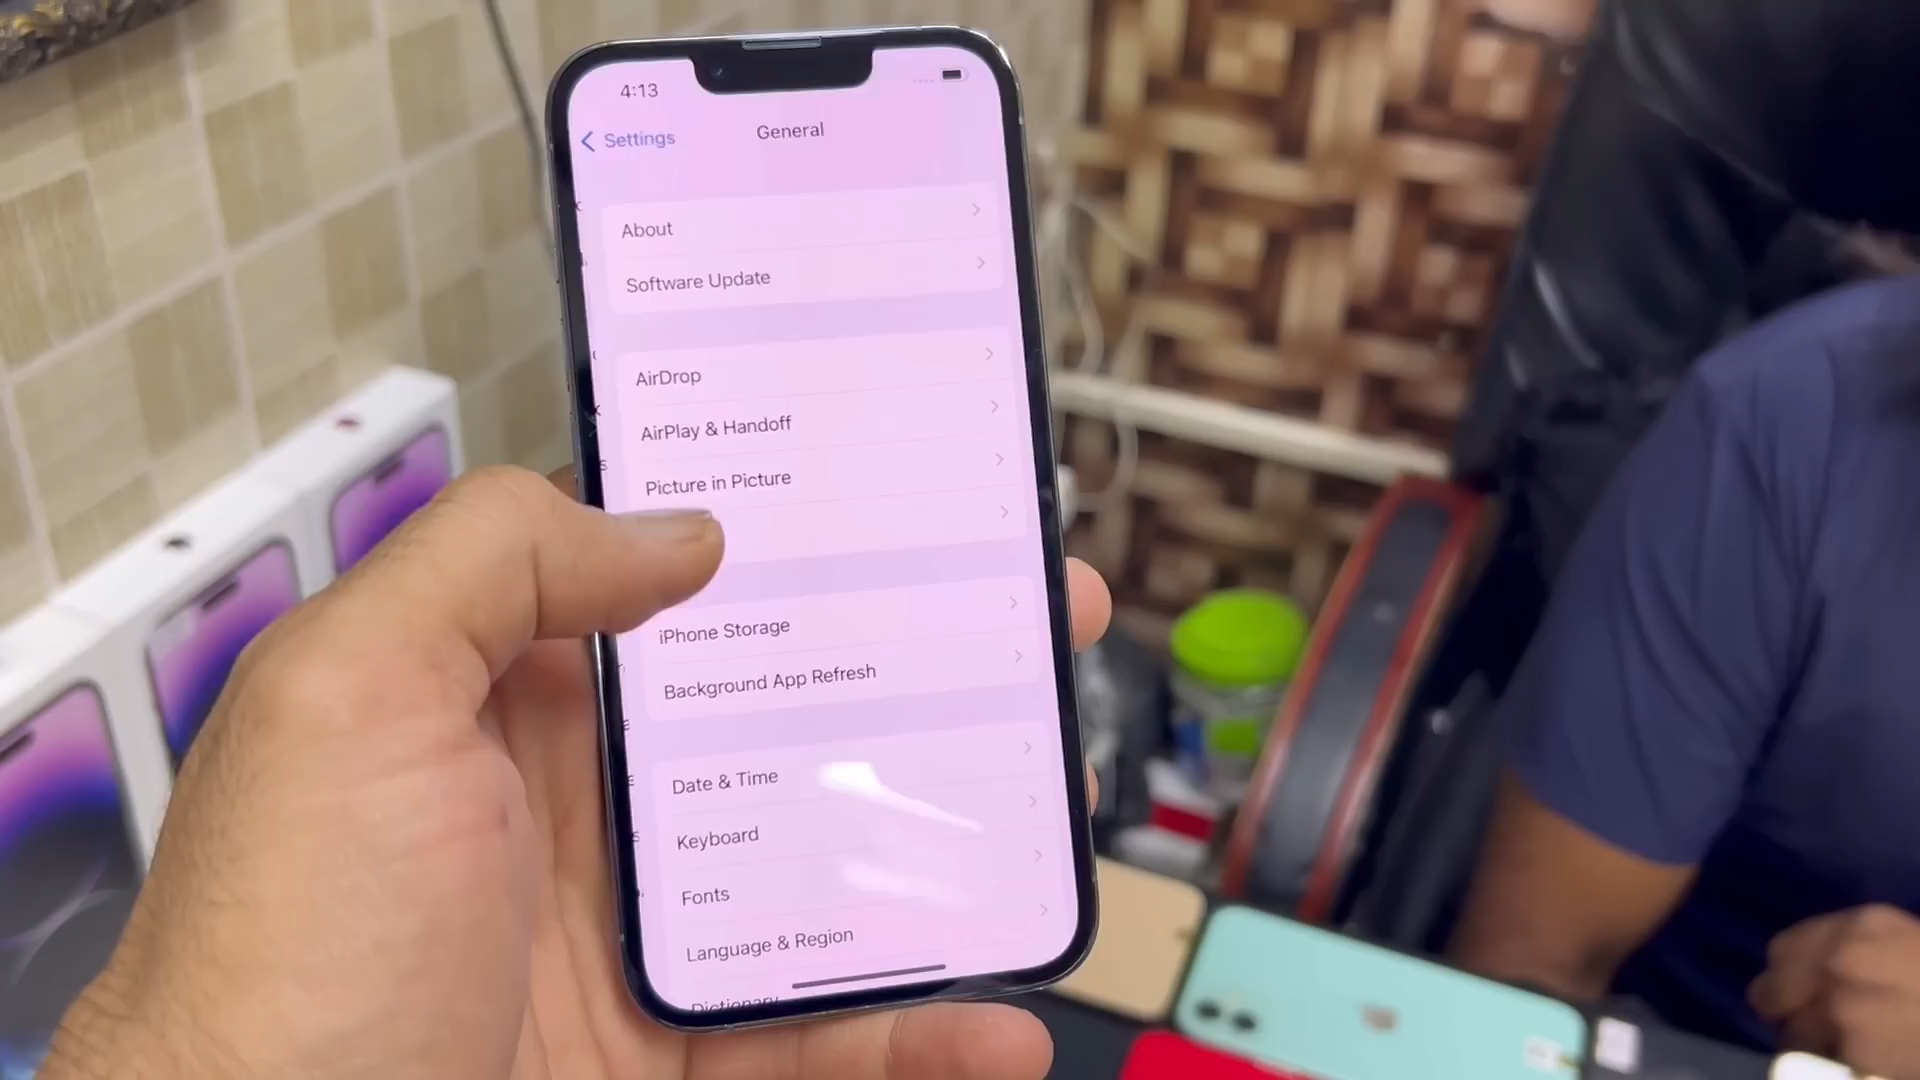 4:13
Settings
General
About
Software Update
AirDrop
AirPlay & Handoff
Picture in Picture
iPhone Storage
Background App Refresh
Date & Time
Keyboard
Fonts
Language & Region
Dictionary